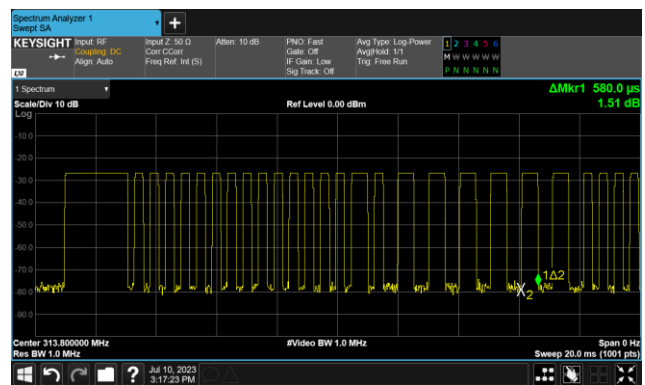 Spectrum Analyzer 1
Swept SA
+
KEYSIGHT Input: RF Input Z: 50 Ω Atten: 10 dB PNO: Fast Avg Type: Log-Power 1 2 3 4 5 6
Coupling: DC Corr CCorr Gate: Off Avg|Hold: 1/1 M W W W W W
Align: Auto Freq Ref: Int (S) IF Gain: Low Trig: Free Run
Sig Track: Off P N N N N N
LXI
1 Spectrum ΔMkr1 580.0 µs
Scale/Div 10 dB Ref Level 0.00 dBm 1.51 dB
Log
-10.0
-20.0
-30.0
-40.0
-50.0
-60.0
-70.0
1Δ2
-80.0
X2
-90.0
Center 313.800000 MHz #Video BW 1.0 MHz Span 0 Hz
Res BW 1.0 MHz Sweep 20.0 ms (1001 pts)
? Jul 10, 2023
3:17:23 PM